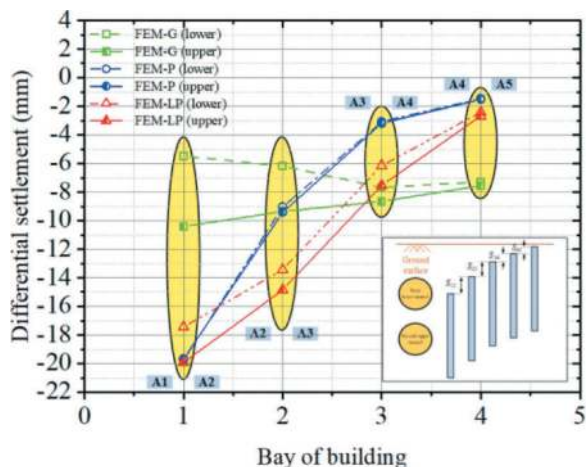 4
2
0
-2
-4
-6
-8
-10
-12
-14
-16
-18
-20
-22
Differential settlement (mm)
FEM-G (lower)
FEM-G (upper)
FEM-P (lower)
FEM-P (upper)
FEM-LP (lower)
FEM-LP (upper)
A4 A5
A3 A4
A2 A3
A1 A2
Ground
surface
0 1 2 3 4 5
Bay of building